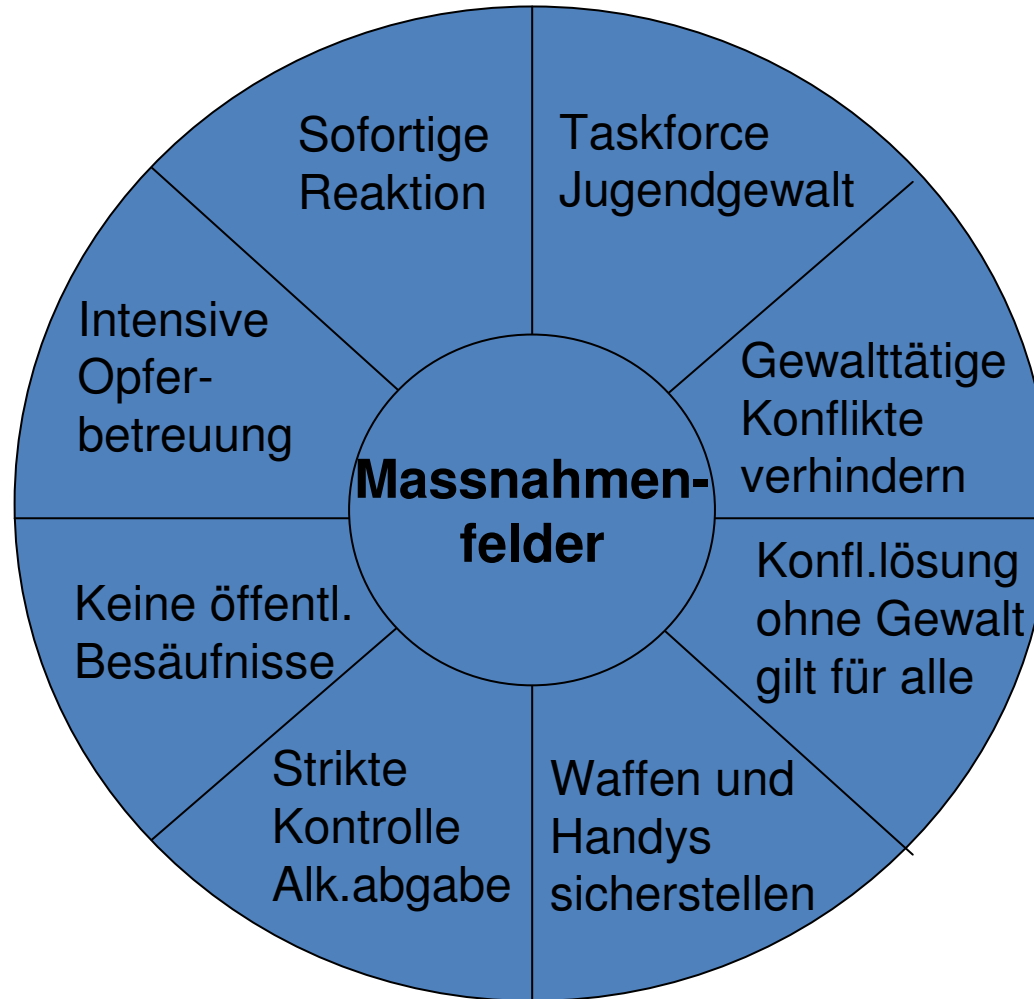 Sofortige
Reaktion
Taskforce
Jugendgewalt
Intensive
Opfer-
betreuung
Gewalttätige
Konflikte
verhindern
Massnahmen-
felder
Keine öffentl.
Besäufnisse
Konfl.lösung
ohne Gewalt
gilt für alle
Strikte
Kontrolle
Alk.abgabe
Waffen und
Handys
sicherstellen